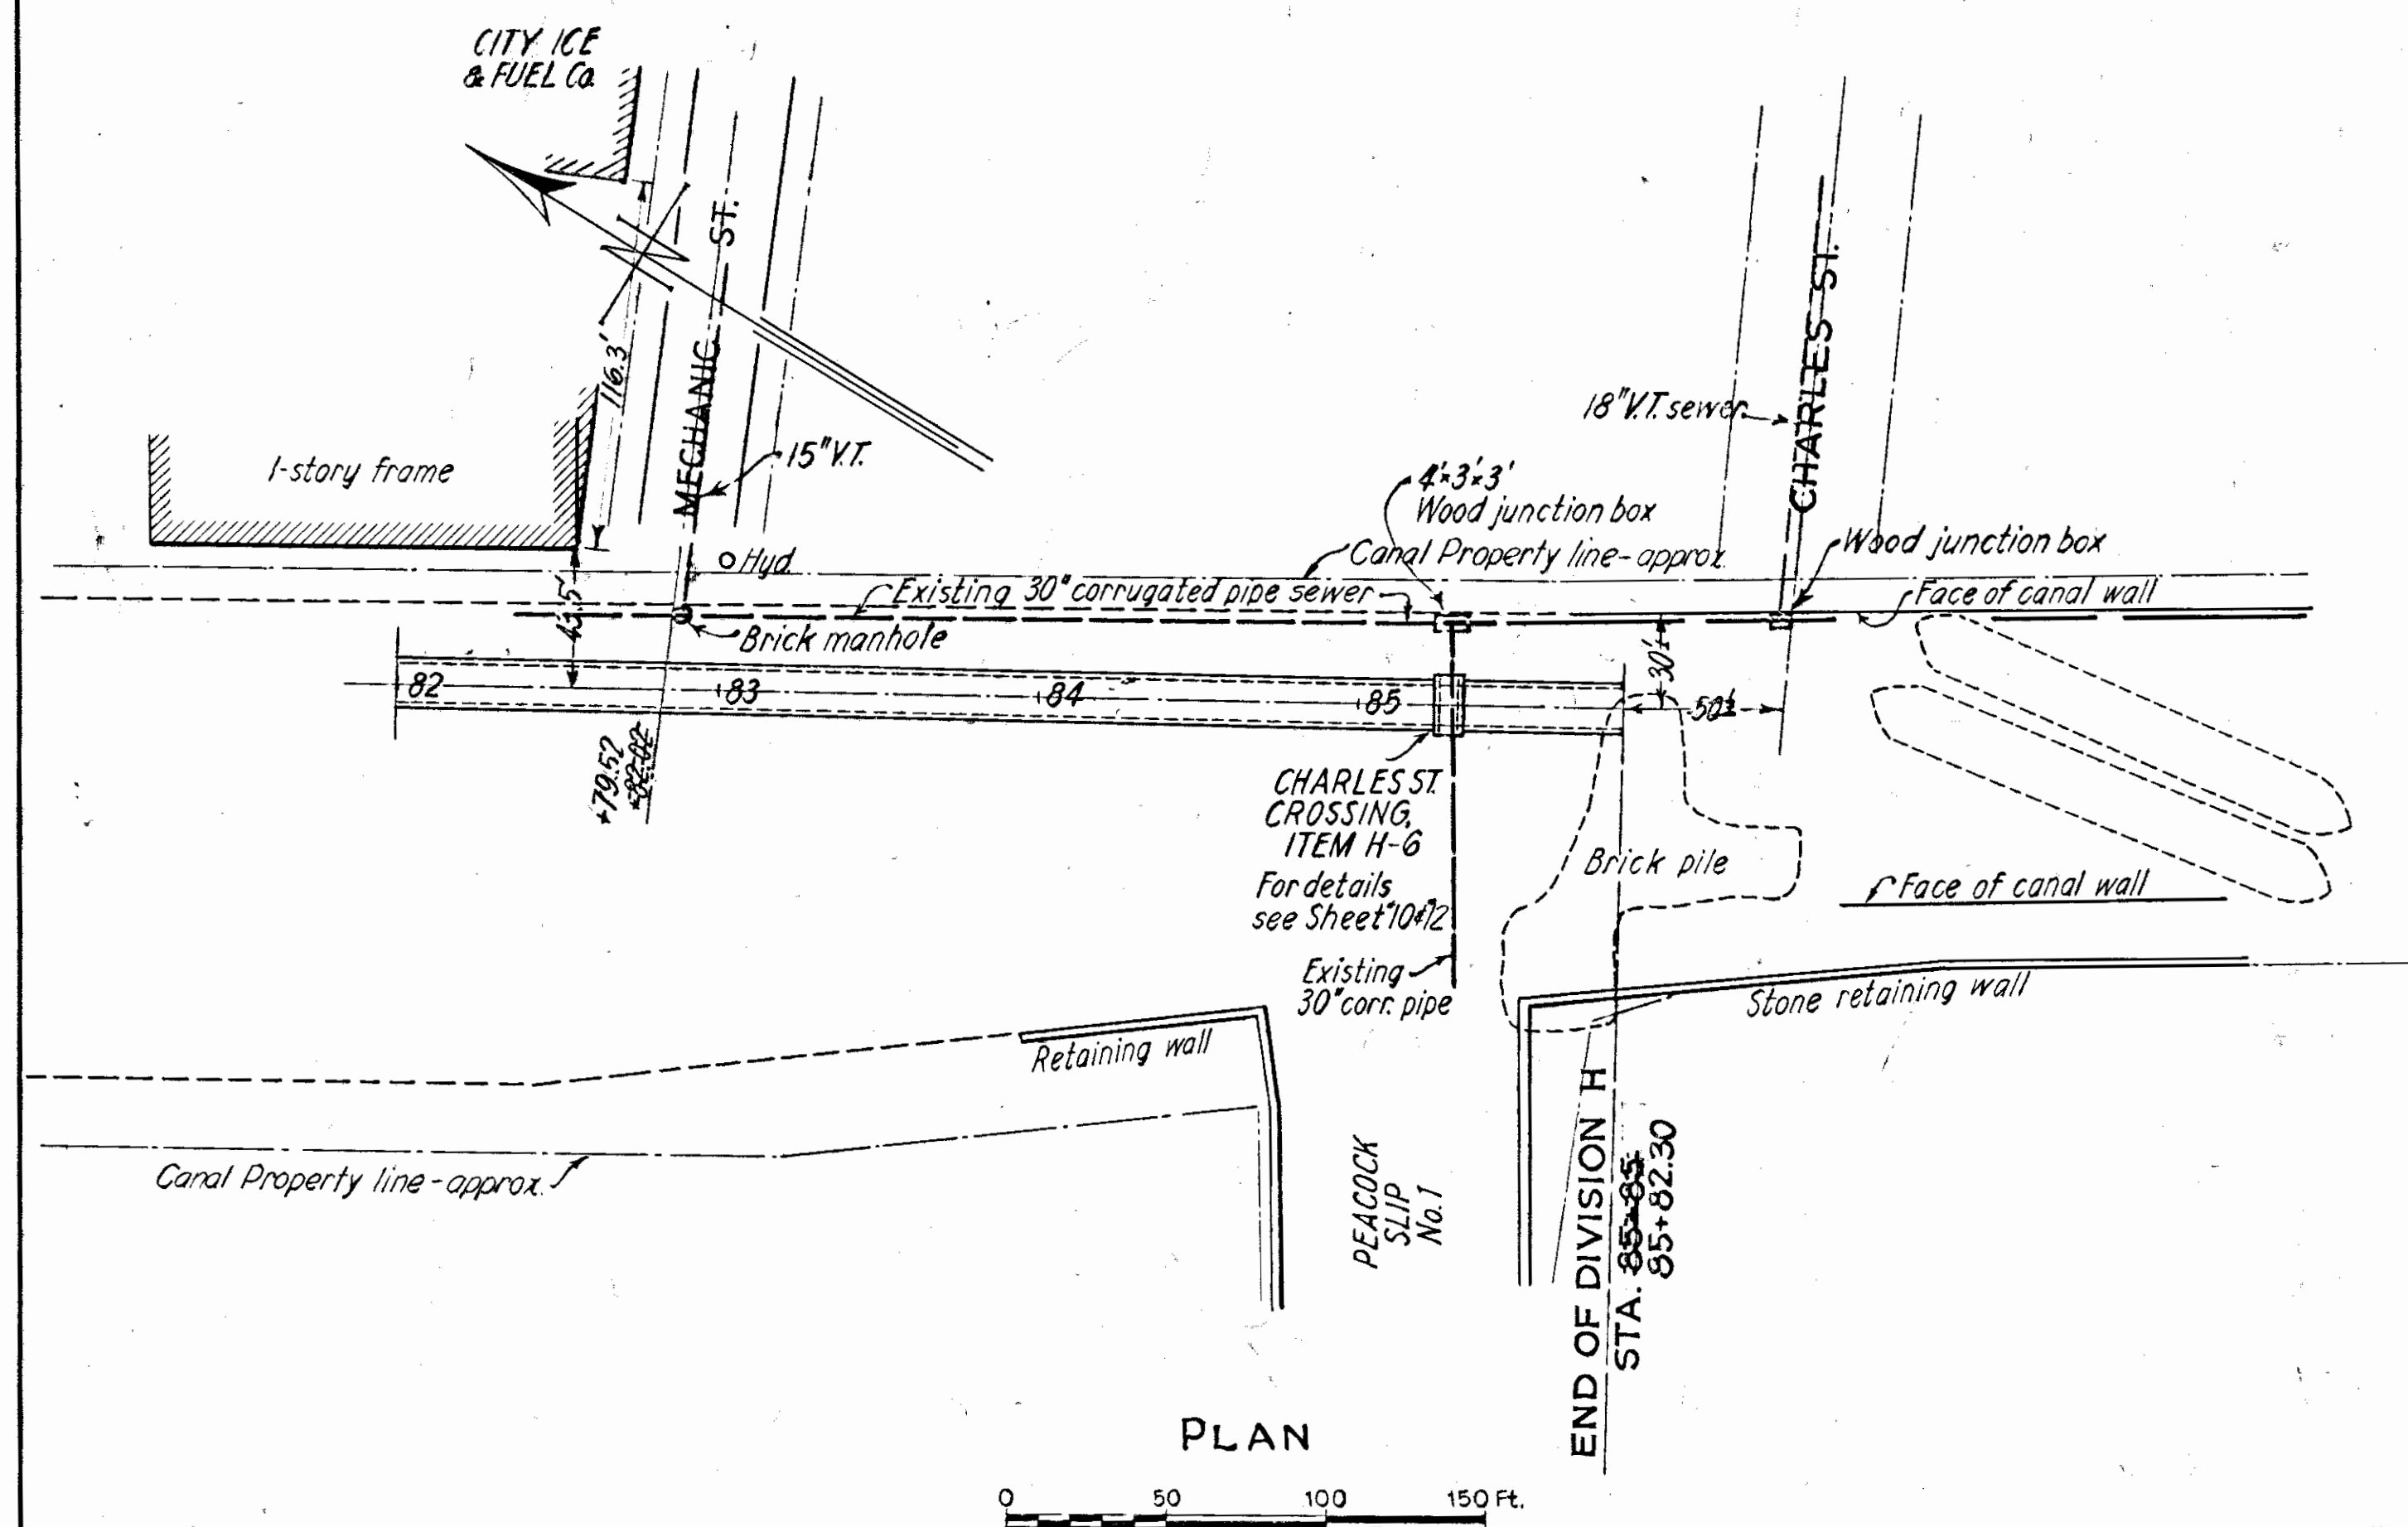 CITY ICE
& FUEL Co.
N
116.3'
MECHANIC ST.
15" V.T.
1-story frame
Hyd.
43.5'
Existing 30" corrugated pipe sewer
Brick manhole
4'x3'x3'
Wood junction box
Canal Property line-approx.
18" V.T. sewer
CHARLES ST.
Wood junction box
Face of canal wall
30'±
50'±
82
+83
+84
+85
+79.52
+82.02
CHARLES ST.
CROSSING,
ITEM H-6
For details
see Sheet
Existing
30" corr. pipe
Brick pile
Face of canal wall
Stone retaining wall
Retaining wall
Canal Property line-approx.
PEACOCK
SLIP
No. 1
END OF DIVISION H
STA. 85+85
85+82.30
PLAN
0 50 100 150 Ft.